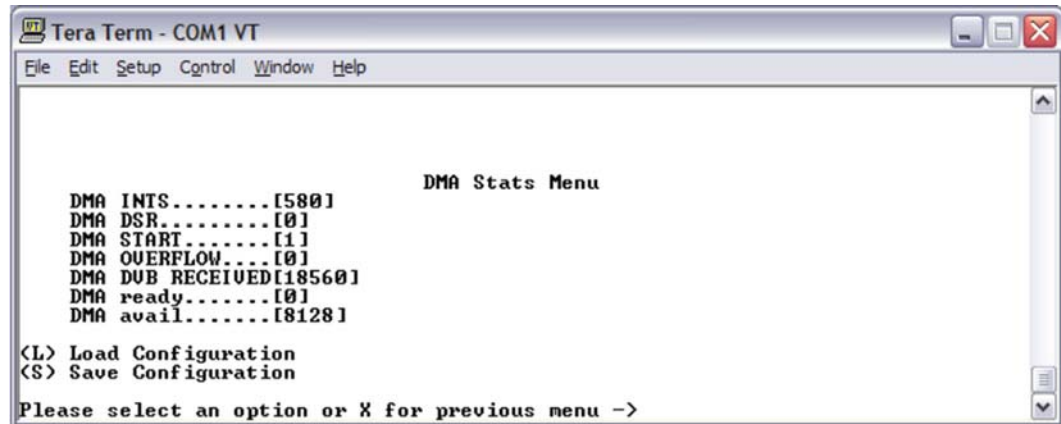 Tera Term - COM1 VT
File Edit Setup Control Window Help
DMA Stats Menu
DMA INTS........[580]
DMA DSR.........[0]
DMA START.......[1]
DMA OVERFLOW....[0]
DMA DVB RECEIVED[18560]
DMA ready.......[0]
DMA avail.......[8128]
(L) Load Configuration
(S) Save Configuration
Please select an option or X for previous menu ->